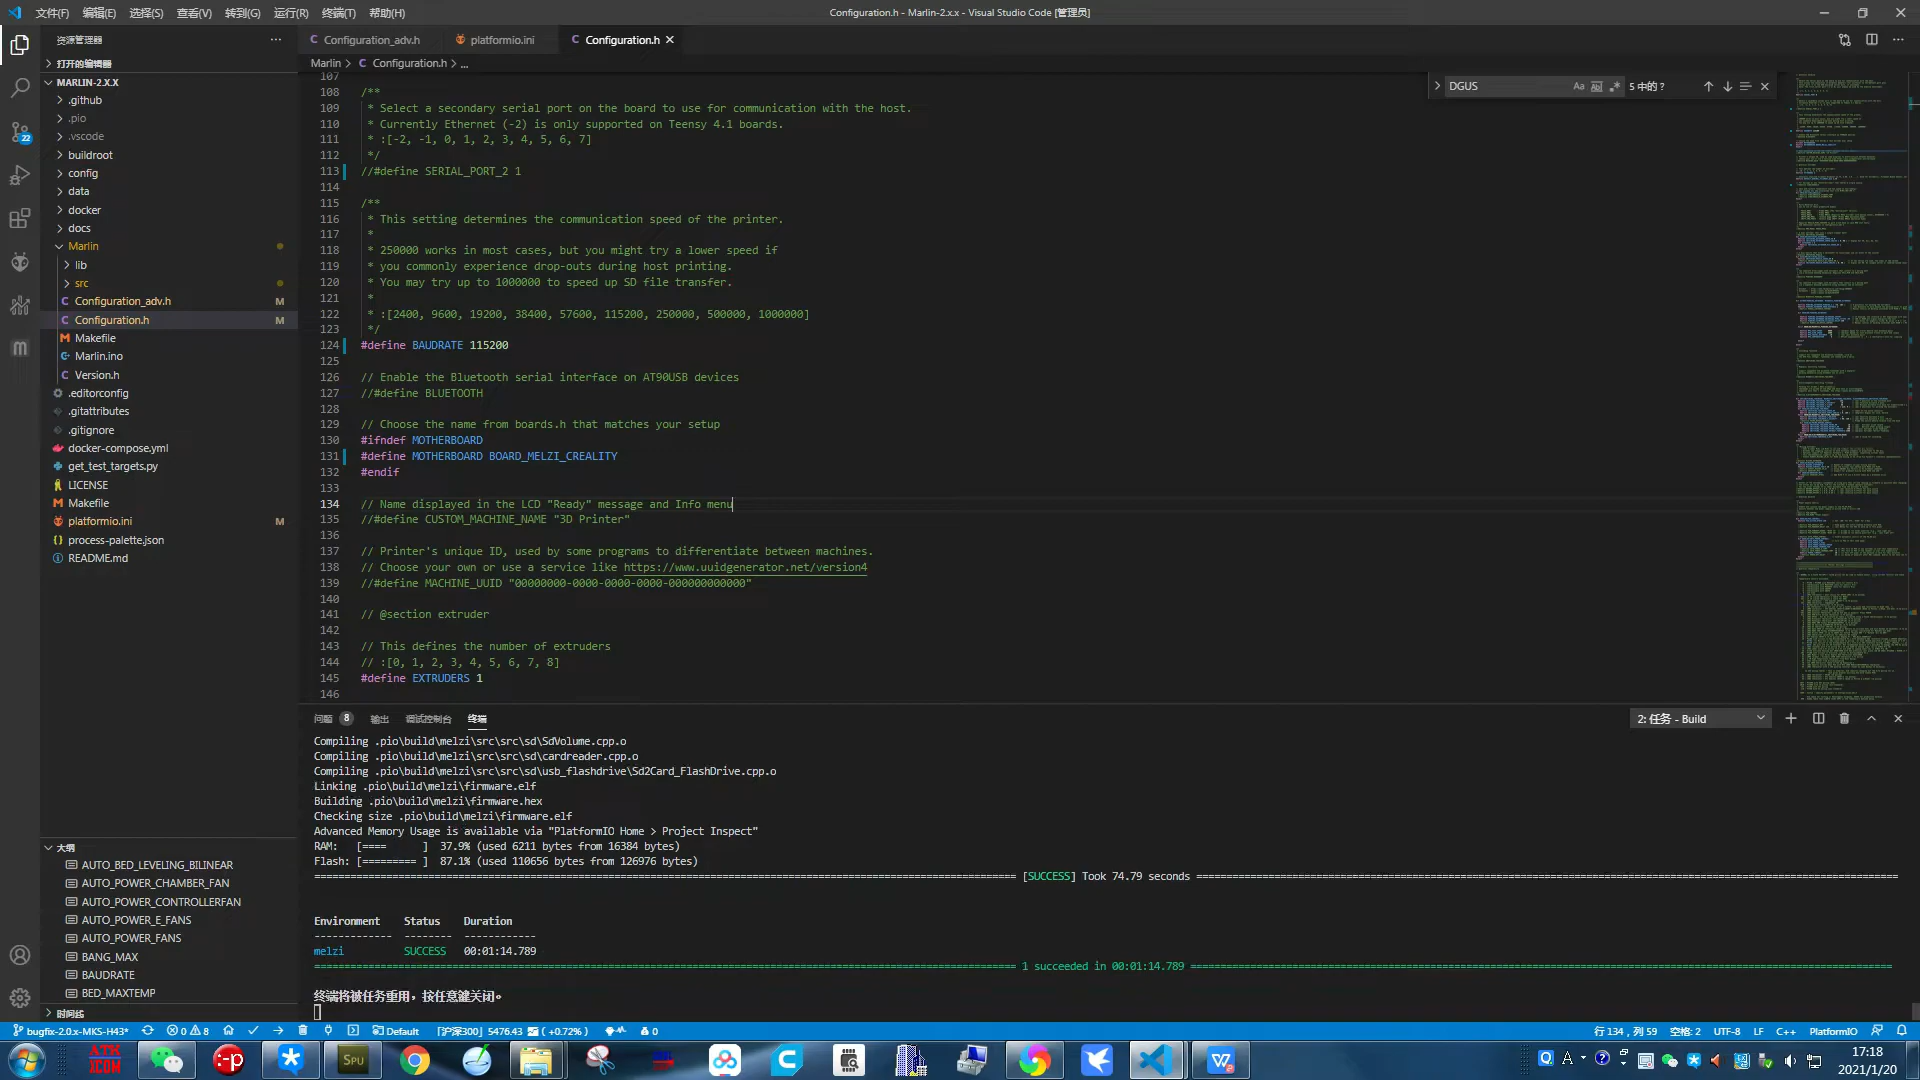 文件(F) 编辑(E) 选择(S) 查看(V) 转到(G) 运行(R) 终端(T) 帮助(H)
Configuration.h - Marlin-2.x.x - Visual Studio Code [管理员]
资源管理器
打开的编辑器
MARLIN-2.X.X
.github
.pio
.vscode
buildroot
config
data
docker
docs
Marlin
lib
src
Configuration_adv.h M
Configuration.h M
Makefile
Marlin.ino
Version.h
.editorconfig
.gitattributes
.gitignore
docker-compose.yml
get_test_targets.py
LICENSE
Makefile
platformio.ini M
process-palette.json
README.md
22
大纲
AUTO_BED_LEVELING_BILINEAR
AUTO_POWER_CHAMBER_FAN
AUTO_POWER_CONTROLLERFAN
AUTO_POWER_E_FANS
AUTO_POWER_FANS
BANG_MAX
BAUDRATE
BED_MAXTEMP
时间线
Configuration_adv.h platformio.ini Configuration.h
Marlin > C Configuration.h > ...
DGUS Aa 5 中的 ?
107
108 /**
109 * Select a secondary serial port on the board to use for communication with the host.
110 * Currently Ethernet (-2) is only supported on Teensy 4.1 boards.
111 * :[-2, -1, 0, 1, 2, 3, 4, 5, 6, 7]
112 */
113 //#define SERIAL_PORT_2 1
114
115 /**
116 * This setting determines the communication speed of the printer.
117 *
118 * 250000 works in most cases, but you might try a lower speed if
119 * you commonly experience drop-outs during host printing.
120 * You may try up to 1000000 to speed up SD file transfer.
121 *
122 * :[2400, 9600, 19200, 38400, 57600, 115200, 250000, 500000, 1000000]
123 */
124 #define BAUDRATE 115200
125
126 // Enable the Bluetooth serial interface on AT90USB devices
127 //#define BLUETOOTH
128
129 // Choose the name from boards.h that matches your setup
130 #ifndef MOTHERBOARD
131 #define MOTHERBOARD BOARD_MELZI_CREALITY
132 #endif
133
134 // Name displayed in the LCD "Ready" message and Info menu
135 //#define CUSTOM_MACHINE_NAME "3D Printer"
136
137 // Printer's unique ID, used by some programs to differentiate between machines.
138 // Choose your own or use a service like https://www.uuidgenerator.net/version4
139 //#define MACHINE_UUID "00000000-0000-0000-0000-000000000000"
140
141 // @section extruder
142
143 // This defines the number of extruders
144 // :[0, 1, 2, 3, 4, 5, 6, 7, 8]
145 #define EXTRUDERS 1
146
问题 8 输出 调试控制台 终端
2: 任务 - Build
Compiling .pio\build\melzi\src\src\sd\SdVolume.cpp.o
Compiling .pio\build\melzi\src\src\sd\cardreader.cpp.o
Compiling .pio\build\melzi\src\src\sd\usb_flashdrive\Sd2Card_FlashDrive.cpp.o
Linking .pio\build\melzi\firmware.elf
Building .pio\build\melzi\firmware.hex
Checking size .pio\build\melzi\firmware.elf
Advanced Memory Usage is available via "PlatformIO Home > Project Inspect"
RAM: [==== ] 37.9% (used 6211 bytes from 16384 bytes)
Flash: [========= ] 87.1% (used 110656 bytes from 126976 bytes)
[SUCCESS] Took 74.79 seconds
Environment Status Duration
------------- -------- ------------
melzi SUCCESS 00:01:14.789
1 succeeded in 00:01:14.789
终端将被任务重用，按任意键关闭。
bugfix-2.0.x-MKS-H43* 0 8 Default 「沪深300」 5476.43 ( +0.72% ) 0
行 134，列 59 空格: 2 UTF-8 LF C++ PlatformIO
ATK
XCOM
SPU
A
17:18
2021/1/20